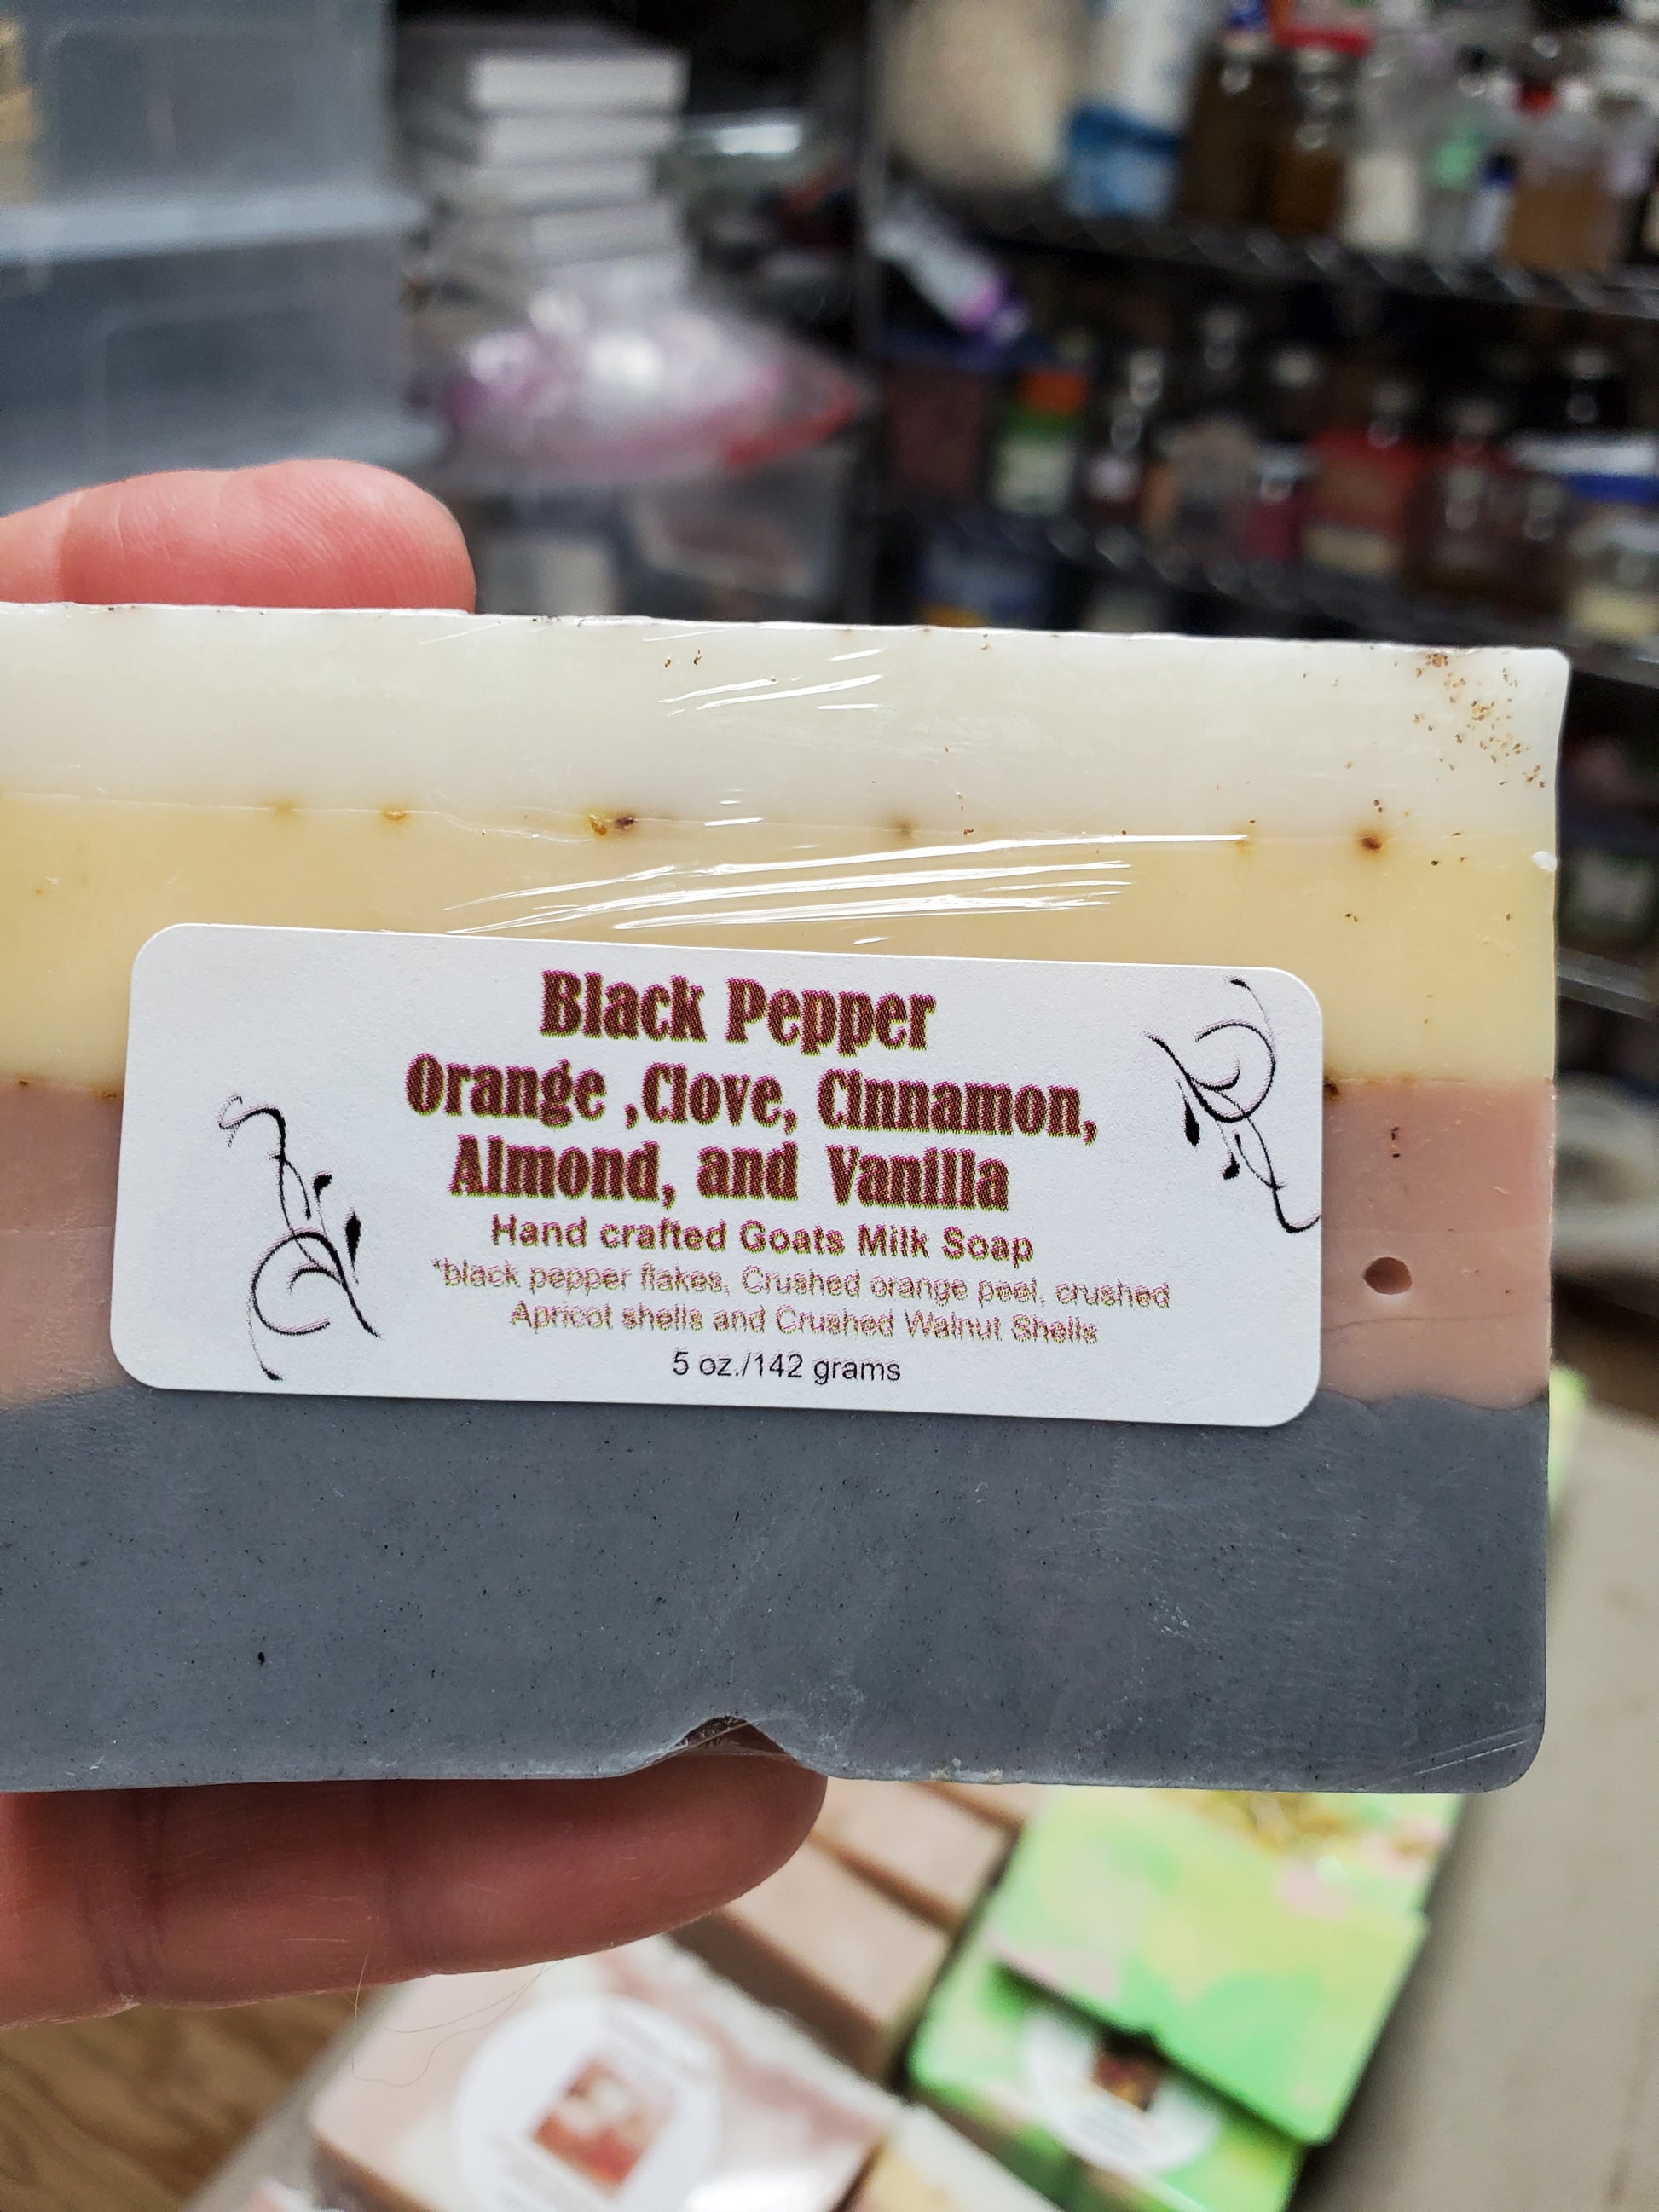 Black Pepper
Orange ,Clove, Cinnamon,
Almond, and Vanilla
Hand crafted Goats Milk Soap
*black pepper flakes, Crushed orange peel, crushed
Apricot shells and Crushed Walnut Shells
5 oz./142 grams